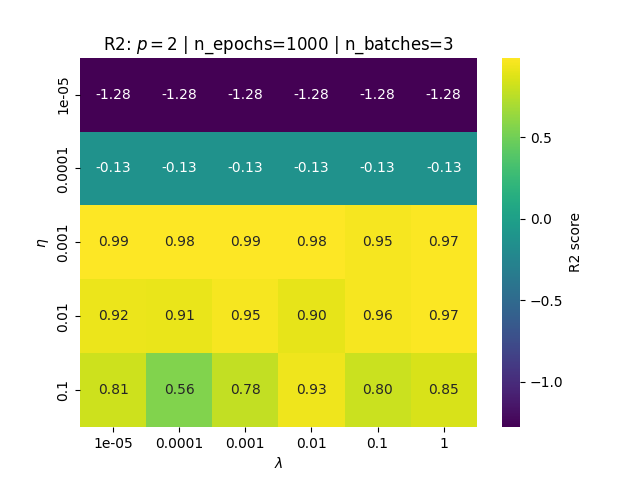 R2: p = 2 | n_epochs=1000 | n_batches=3
1e-05 -1.28 -1.28 -1.28 -1.28 -1.28 -1.28
0.0001 -0.13 -0.13 -0.13 -0.13 -0.13 -0.13
0.001 0.99 0.98 0.99 0.98 0.95 0.97
0.01 0.92 0.91 0.95 0.90 0.96 0.97
0.1 0.81 0.56 0.78 0.93 0.80 0.85
1e-05 0.0001 0.001 0.01 0.1 1
λ
η
0.5
0.0
−0.5
−1.0
R2 score